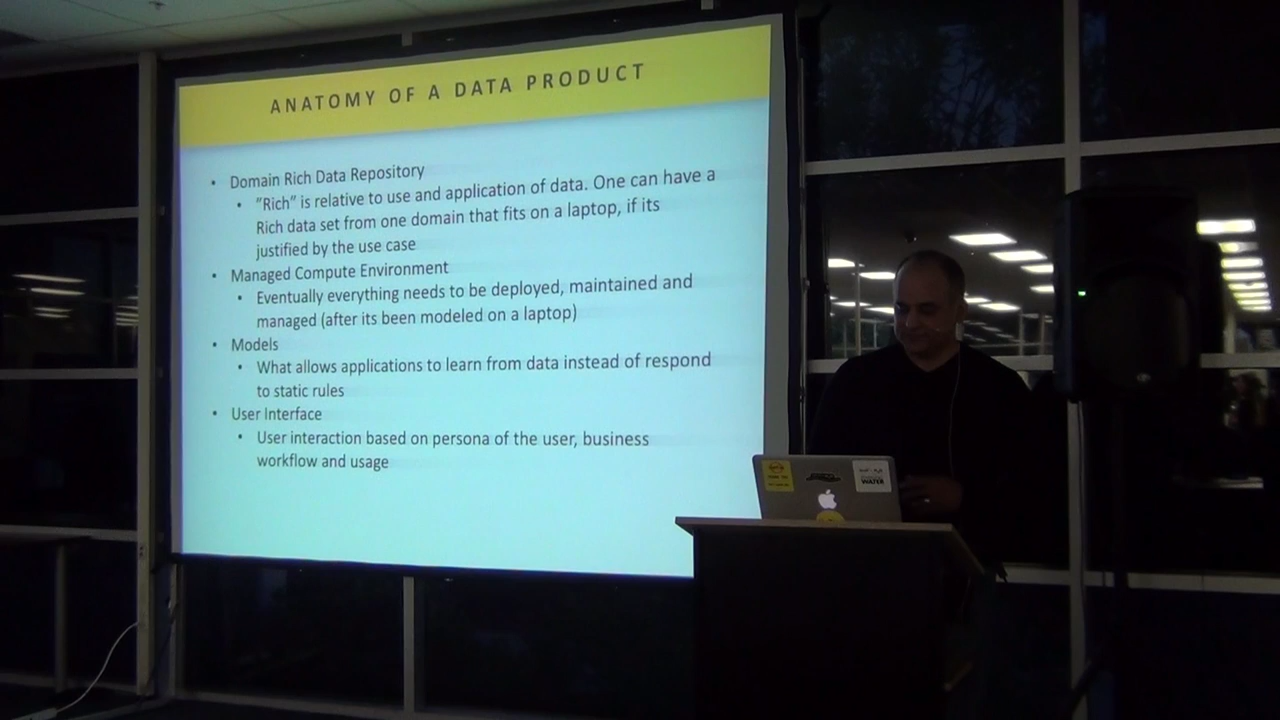 ANATOMY OF A DATA PRODUCT
• Domain Rich Data Repository
• "Rich" is relative to use and application of data. One can have a
Rich data set from one domain that fits on a laptop, if its
justified by the use case
• Managed Compute Environment
• Eventually everything needs to be deployed, maintained and
managed (after its been modeled on a laptop)
• Models
• What allows applications to learn from data instead of respond
to static rules
• User Interface
• User interaction based on persona of the user, business
workflow and usage
WATER